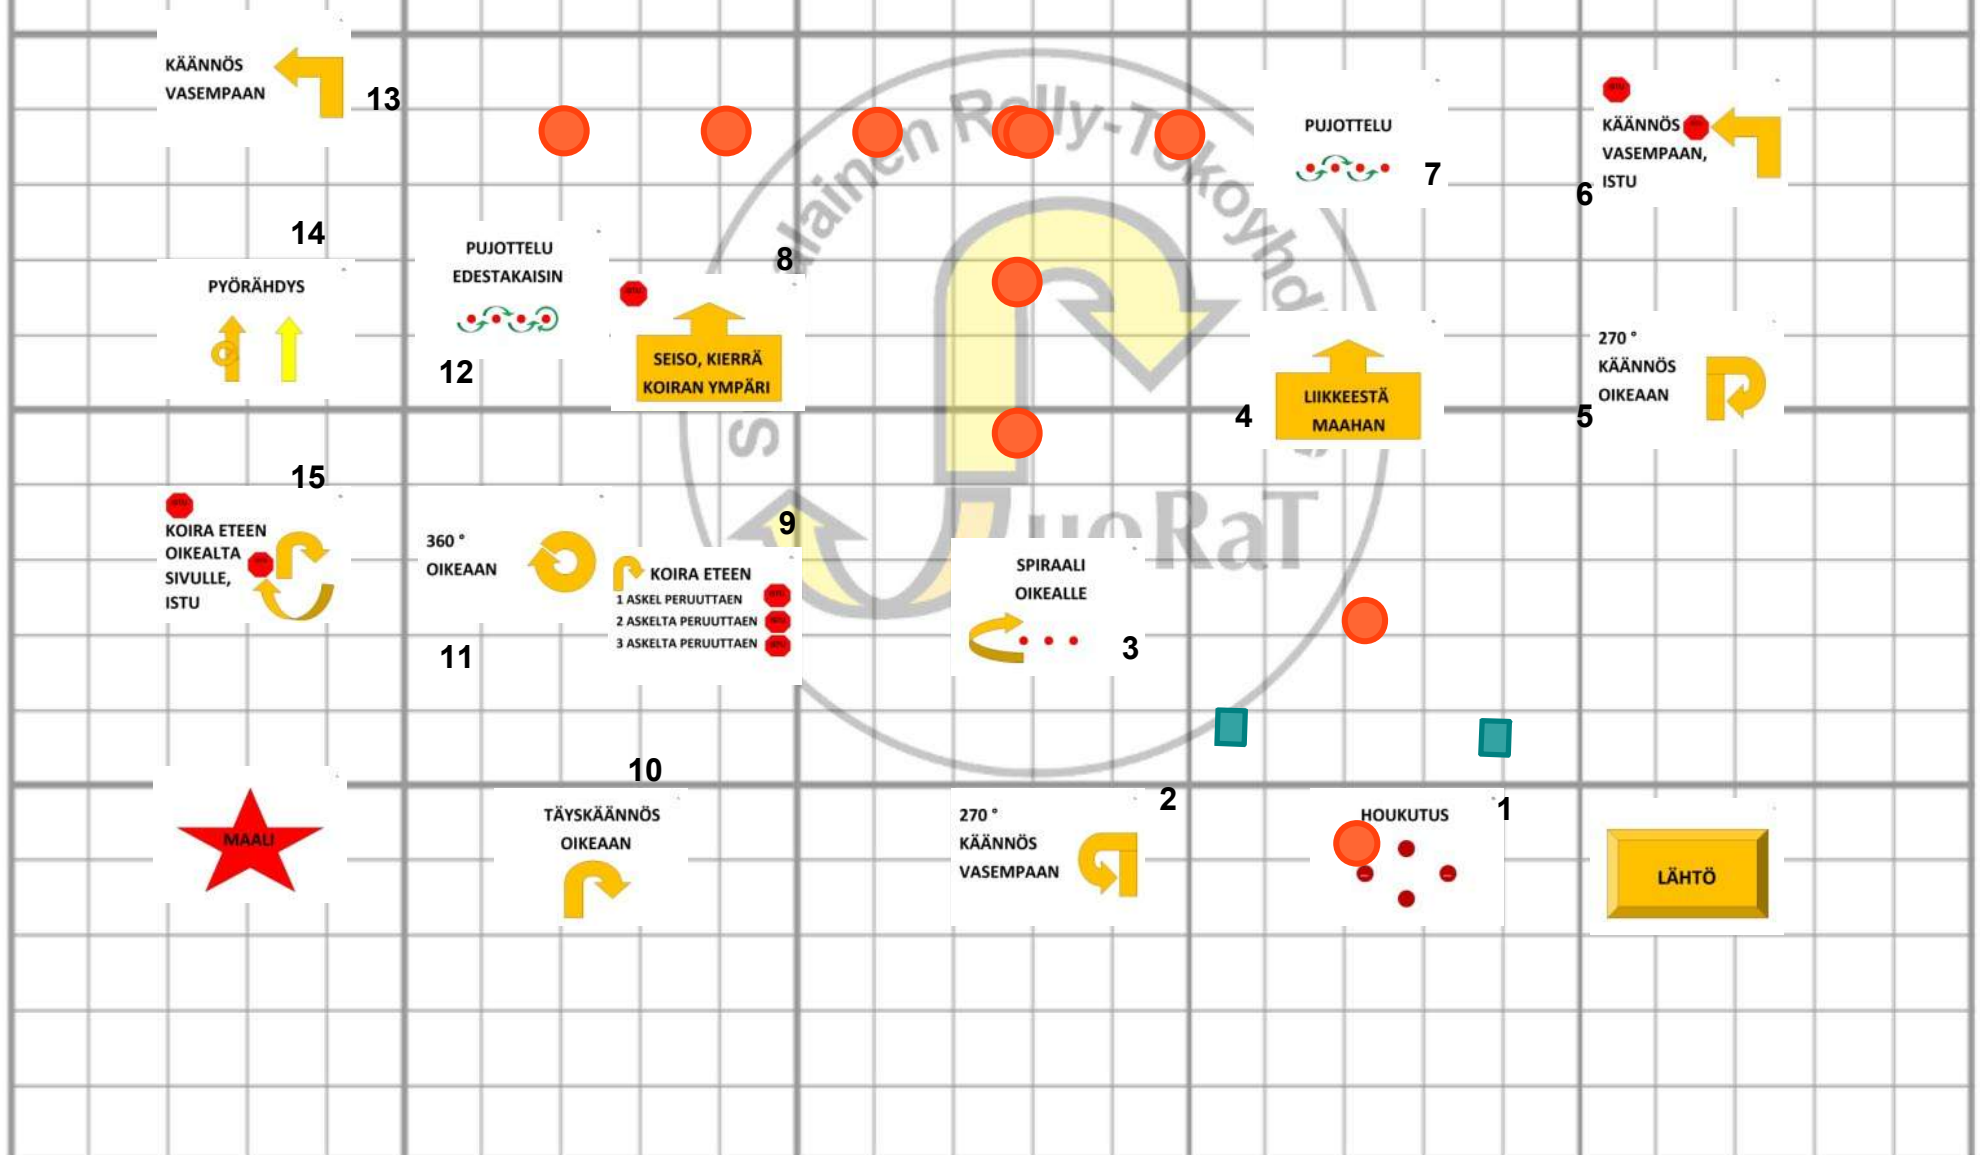 KÄÄNNÖS
VASEMPAAN
13
PUJOTTELU
7
KÄÄNNÖS
VASEMPAAN,
ISTU
6
14
PYÖRÄHDYS
PUJOTTELU
EDESTAKAISIN
12
8
SEISO, KIERRÄ
KOIRAN YMPÄRI
4
LIIKKEESTÄ
MAAHAN
5
270 °
KÄÄNNÖS
OIKEAAN
15
KOIRA ETEEN
OIKEALTA
SIVULLE,
ISTU
360 °
OIKEAAN
11
9
KOIRA ETEEN
1 ASKEL PERUUTTAEN
2 ASKELTA PERUUTTAEN
3 ASKELTA PERUUTTAEN
SPIRAALI
OIKEALLE
3
MAALI
10
TÄYSKÄÄNNÖS
OIKEAAN
2
270 °
KÄÄNNÖS
VASEMPAAN
1
HOUKUTUS
LÄHTÖ